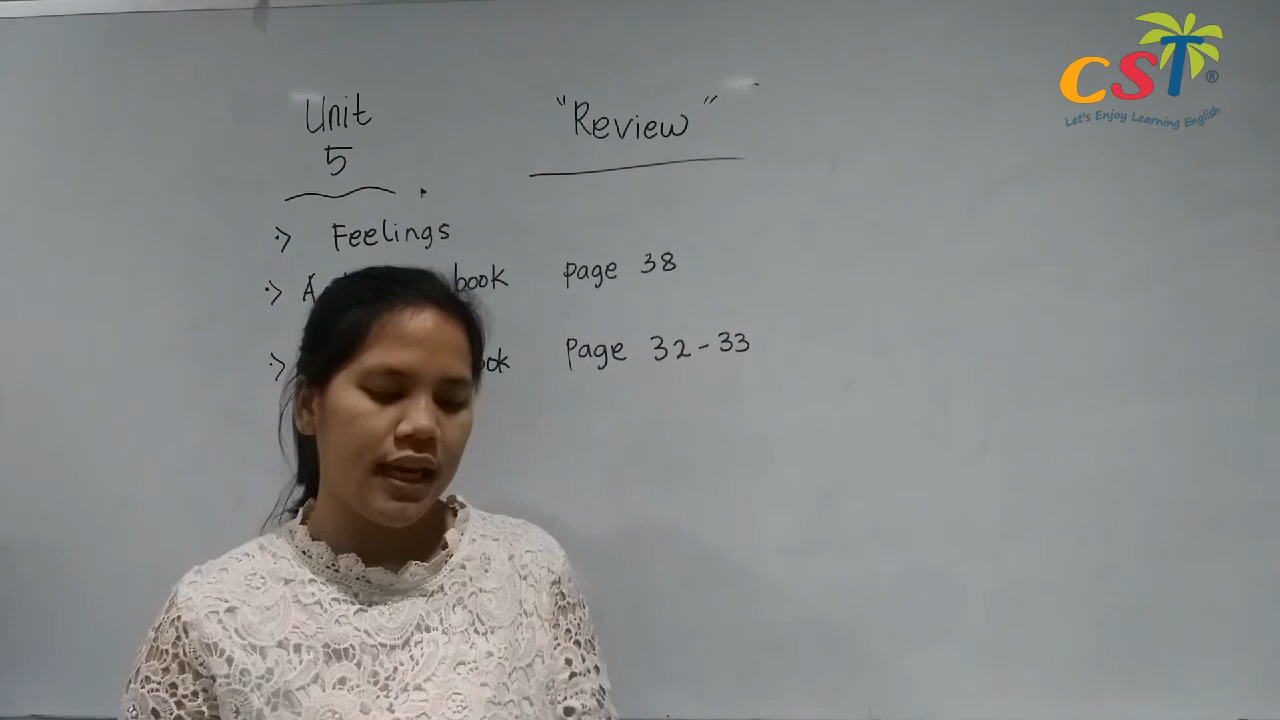 Unit
5
"Review"
Feelings
book page 38
page 32-33
CST
Let's Enjoy Learning English